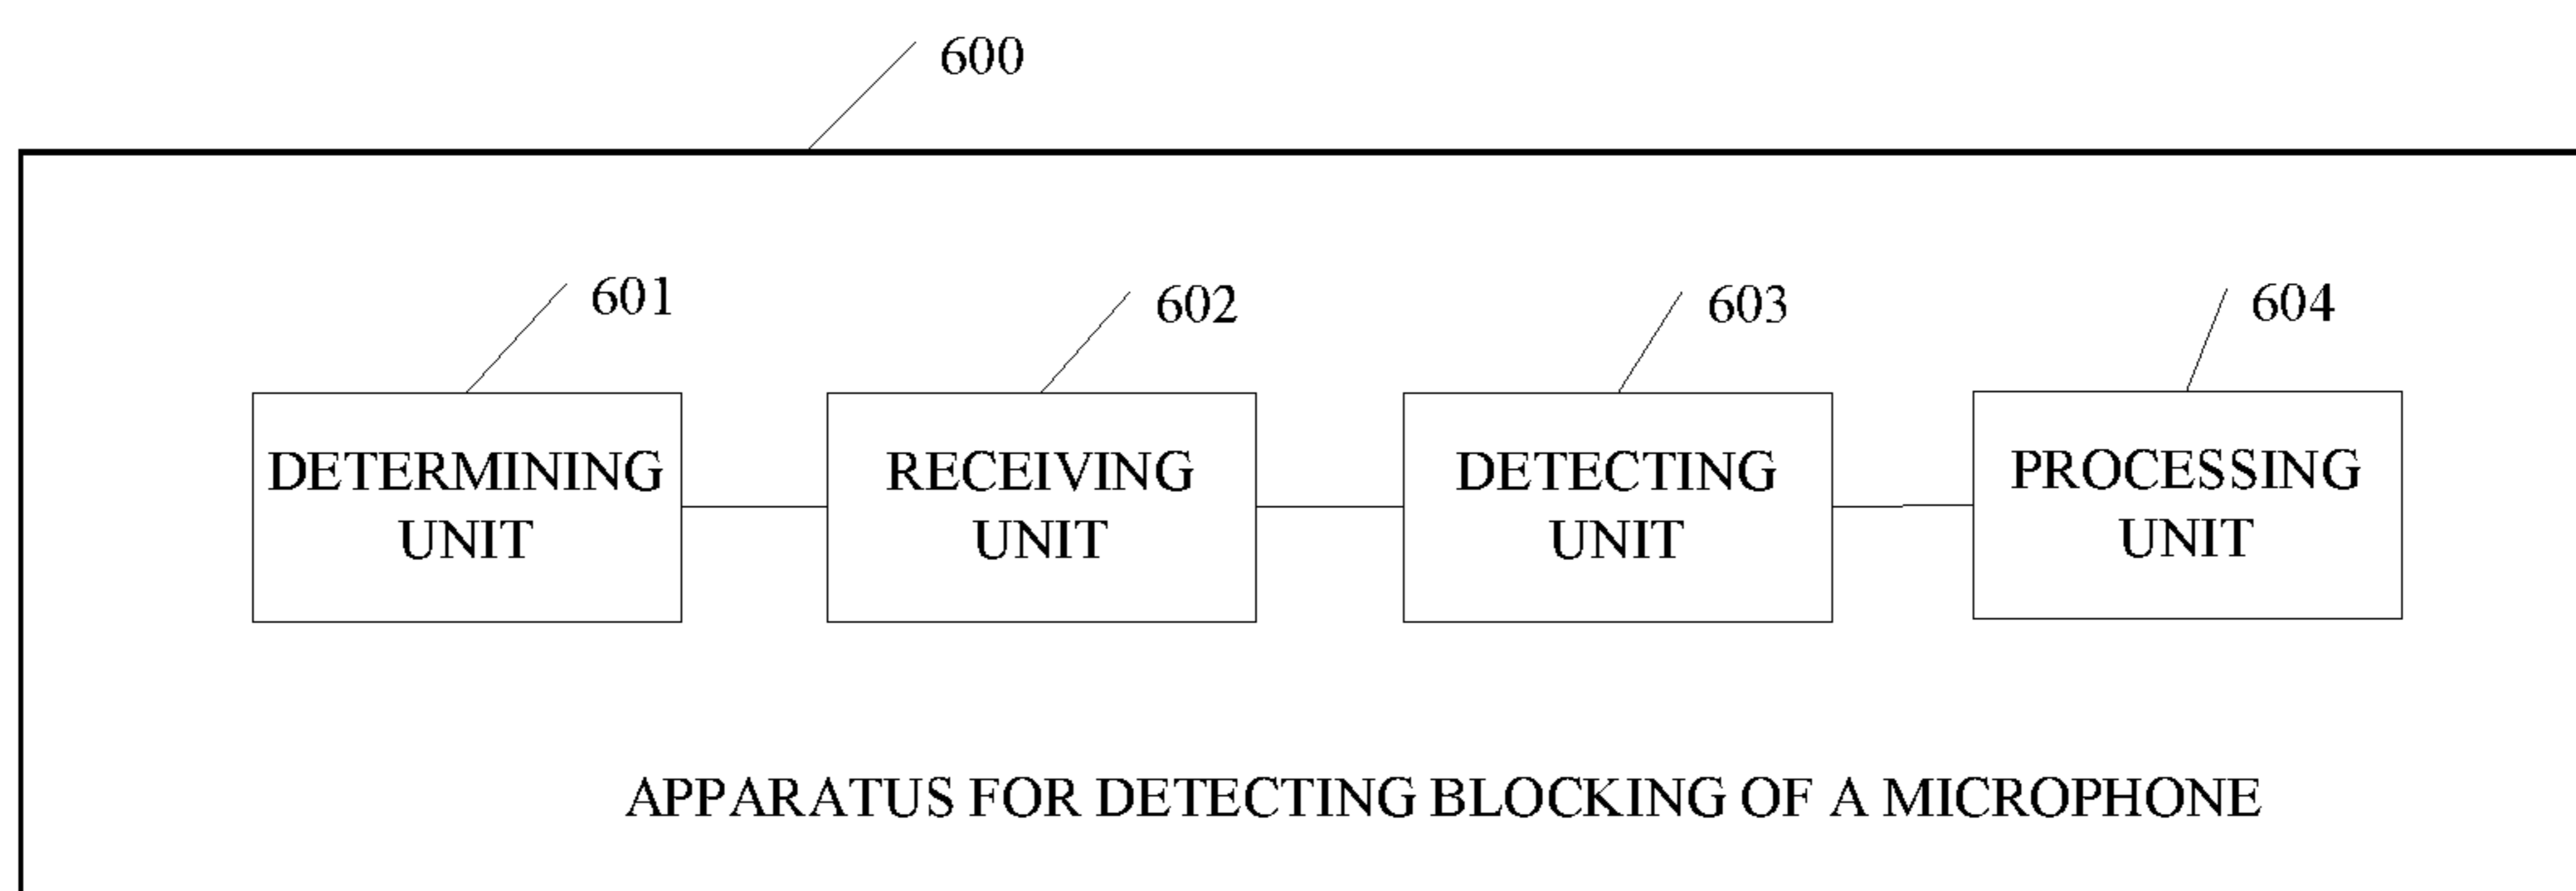 600
601
602
603
604
DETERMINING
UNIT
RECEIVING
UNIT
DETECTING
UNIT
PROCESSING
UNIT
APPARATUS FOR DETECTING BLOCKING OF A MICROPHONE